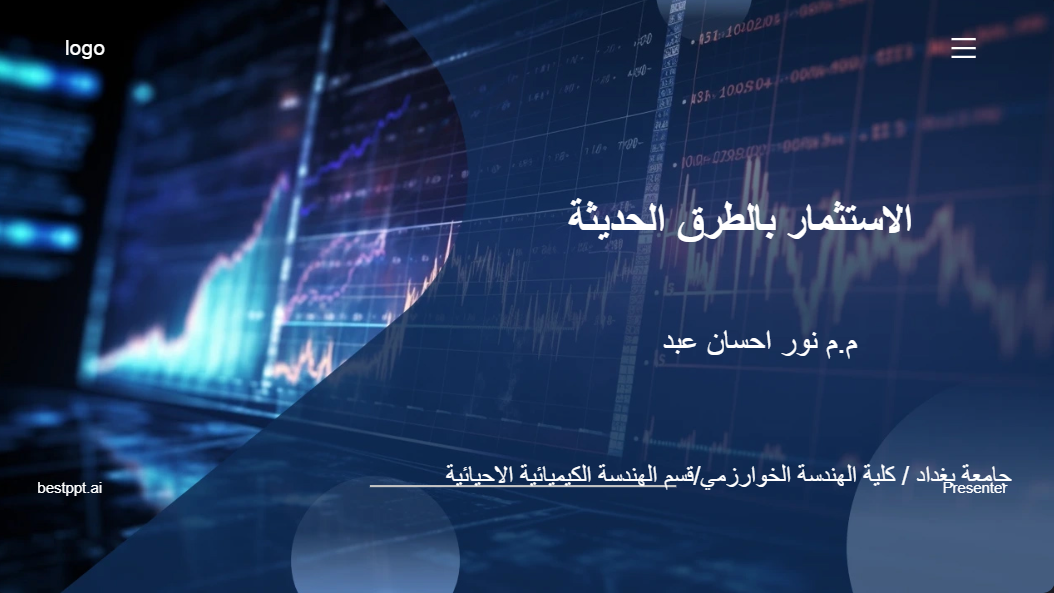 logo
الاستثمار بالطرق الحديثة
م.م نور احسان عبد
جامعة بغداد / كلية الهندسة الخوارزمي/قسم الهندسة الكيميائية الاحيائية
bestppt.ai
Presenter